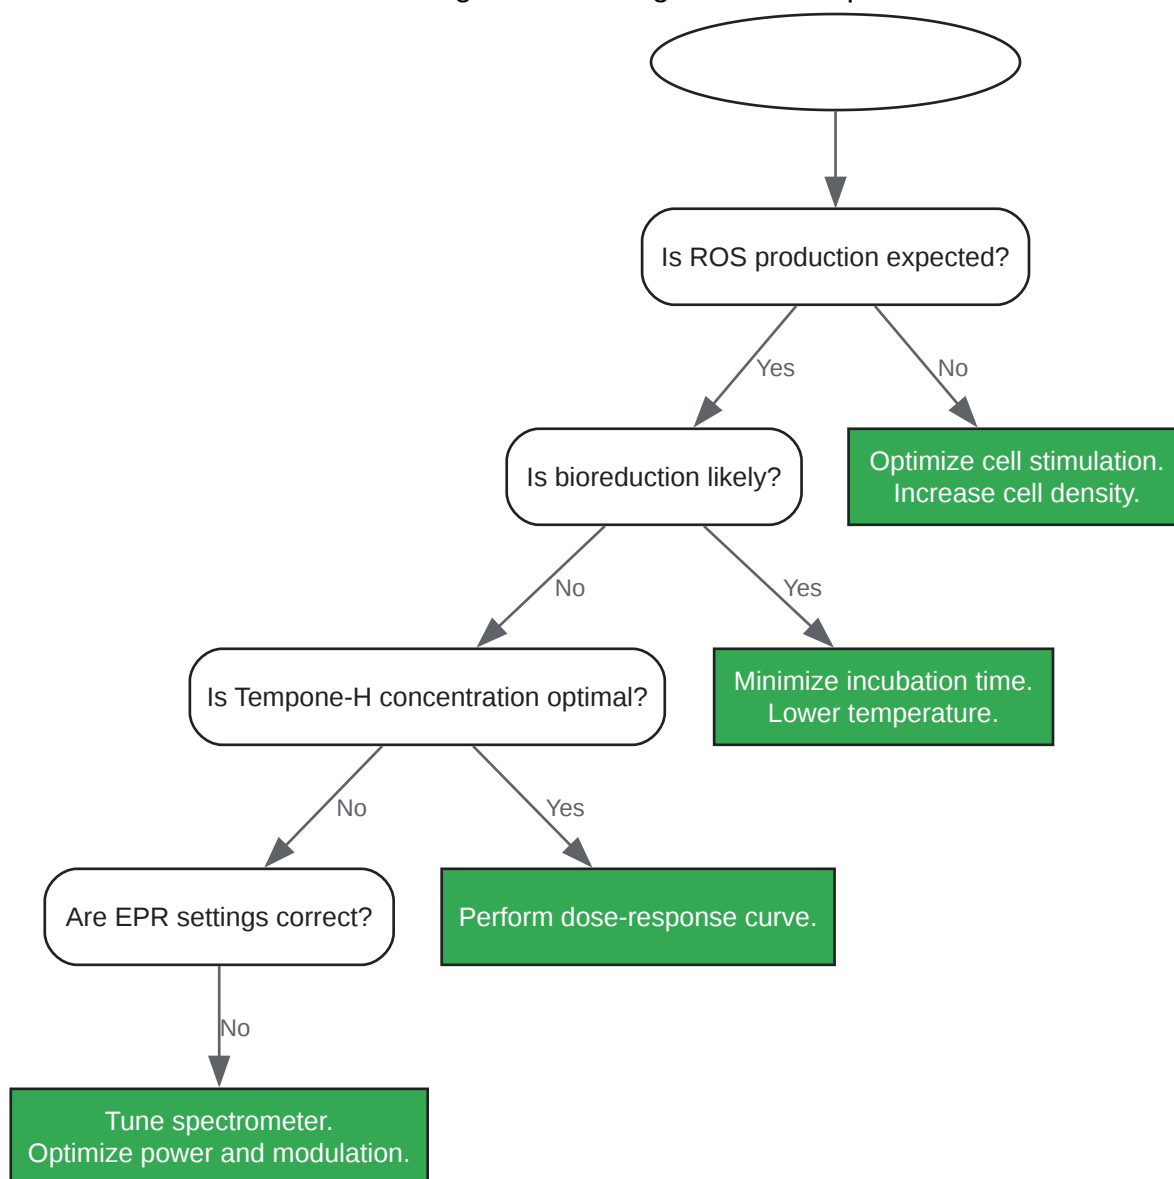 Is ROS production expected?
Yes
No
Is bioreduction likely?
Optimize cell stimulation.
Increase cell density.
No
Yes
Is Tempone-H concentration optimal?
Minimize incubation time.
Lower temperature.
No
Yes
Are EPR settings correct?
Perform dose-response curve.
No
Tune spectrometer.
Optimize power and modulation.